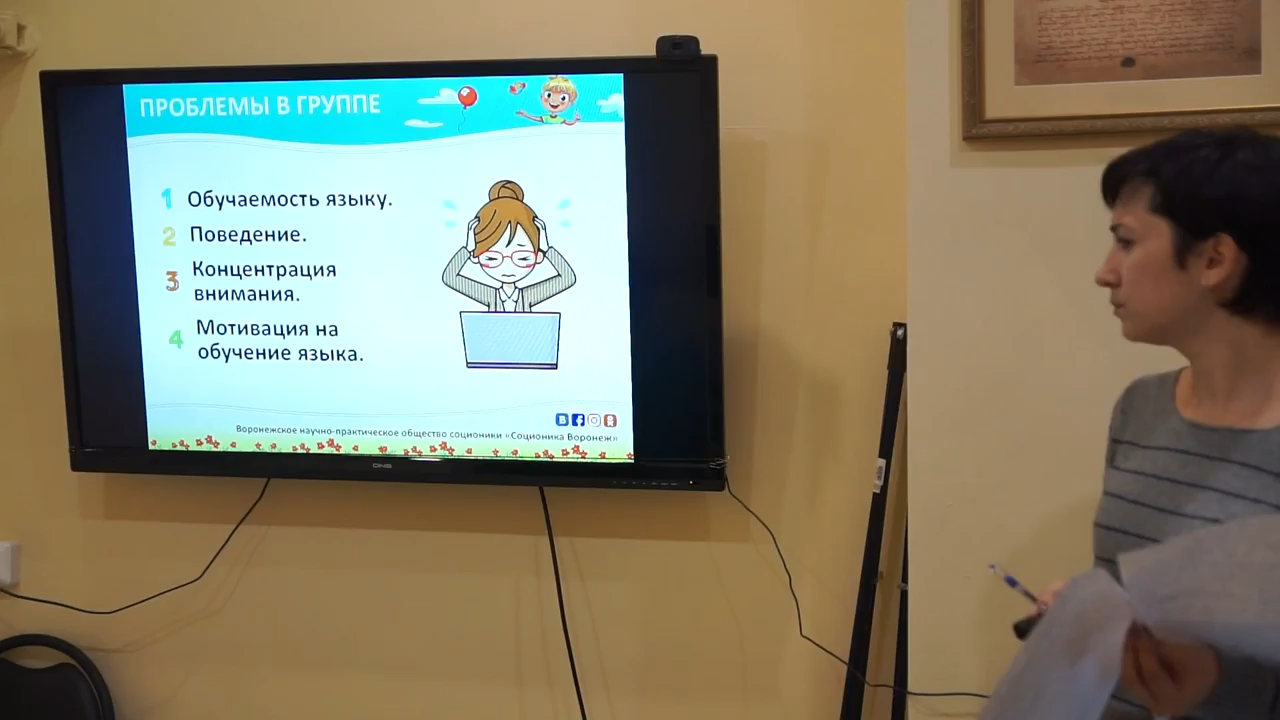 ПРОБЛЕМЫ В ГРУППЕ
1 Обучаемость языку.
2 Поведение.
3 Концентрация
внимания.
4 Мотивация на
обучение языка.
Воронежское научно-практическое общество соционики «Соционика Воронеж»
DNS